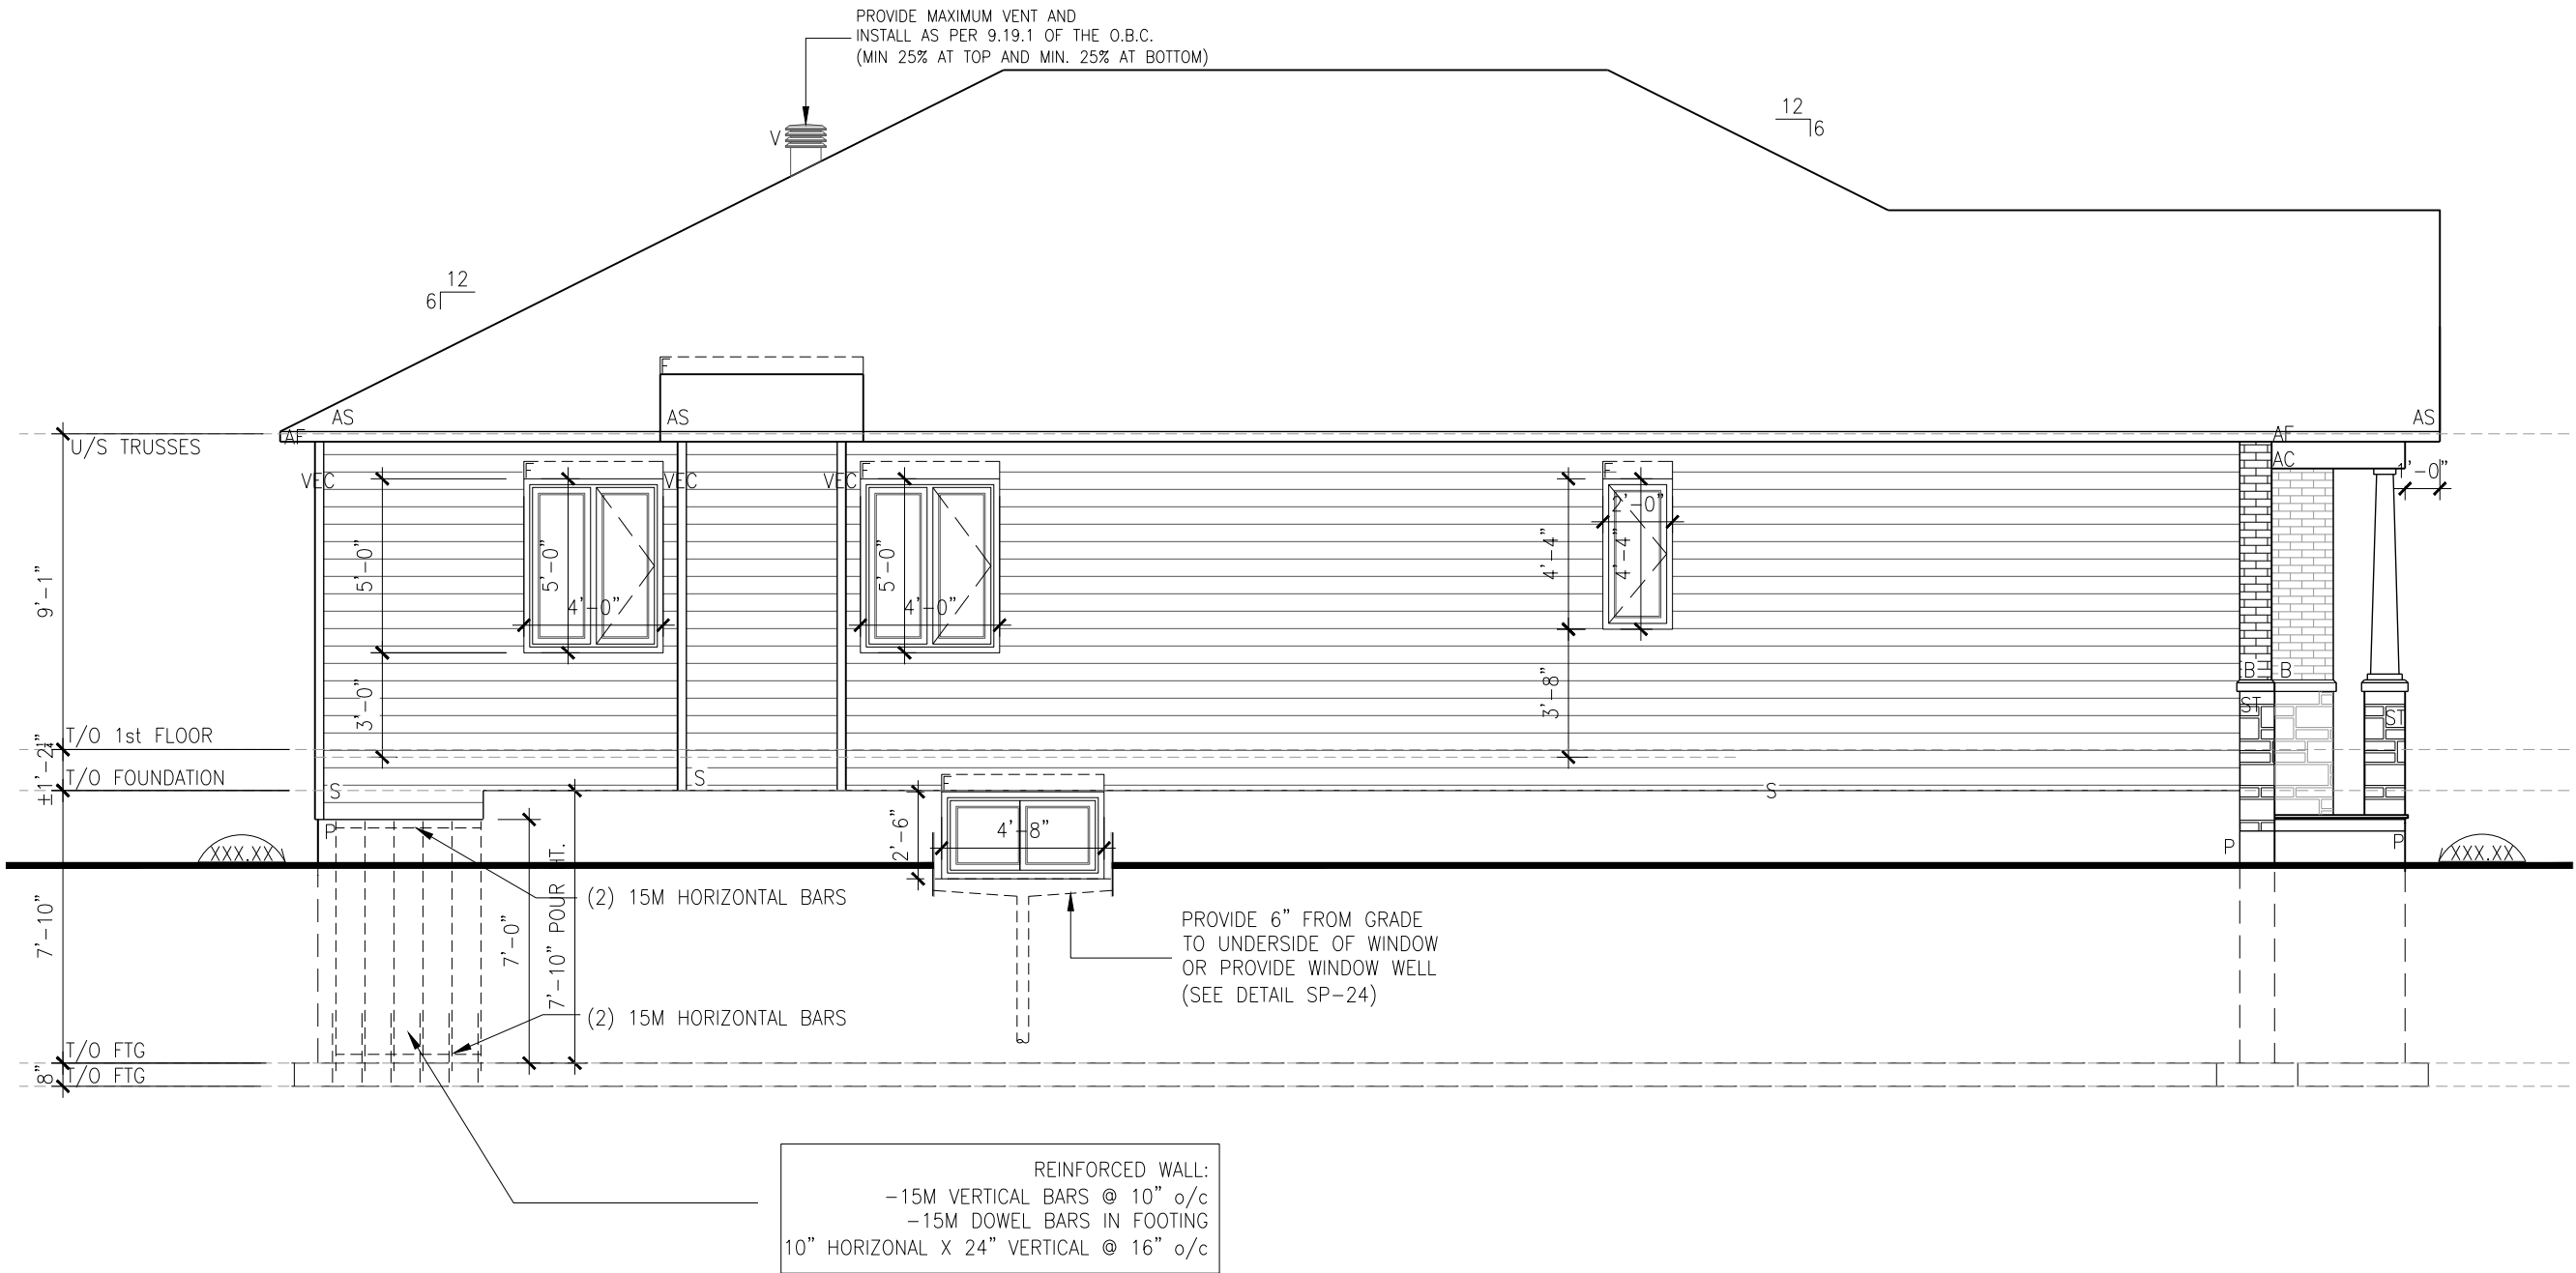 PROVIDE MAXIMUM VENT AND
INSTALL AS PER 9.19.1 OF THE O.B.C.
(MIN 25% AT TOP AND MIN. 25% AT BOTTOM)
V
12
6
12
6
F
AS
AS
AS
AF
AF
U/S TRUSSES
AC
1'-0"
VEC
VEC
VEC
F
F
F
5'-0"
5'-0"
4'-0"
5'-0"
4'-0"
4'-4"
4'-4"
2'-0"
9'-1"
3'-0"
3'-8"
B
B
ST
ST
T/O 1st FLOOR
±1'-2½"
T/O FOUNDATION
S
S
S
F
2'-6"
4'-8"
P
P
P
XXX.XX
XXX.XX
(2) 15M HORIZONTAL BARS
7'-10"
7'-0"
7'-10" POUR HT.
PROVIDE 6" FROM GRADE
TO UNDERSIDE OF WINDOW
OR PROVIDE WINDOW WELL
(SEE DETAIL SP-24)
(2) 15M HORIZONTAL BARS
T/O FTG
8"
T/O FTG
REINFORCED WALL:
-15M VERTICAL BARS @ 10" o/c
-15M DOWEL BARS IN FOOTING
10" HORIZONAL X 24" VERTICAL @ 16" o/c